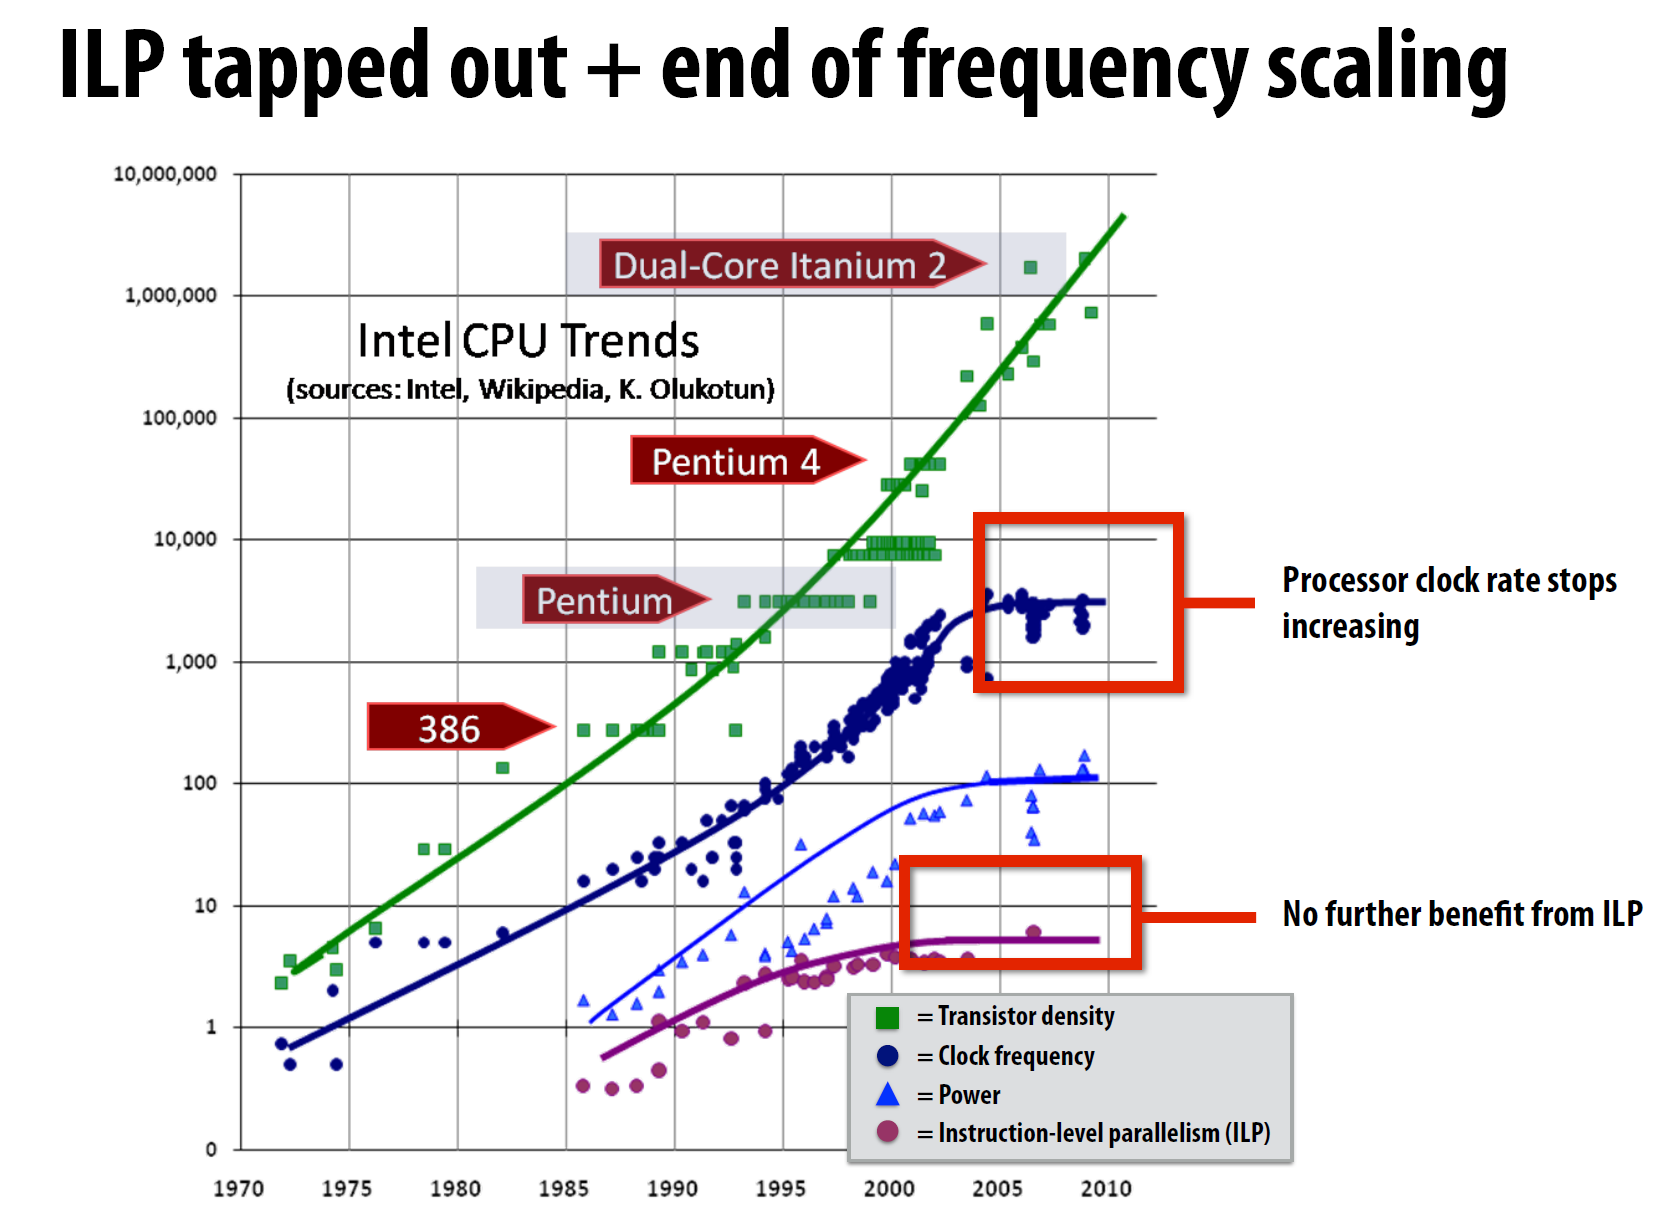 ILP tapped out + end of frequency scaling
10,000,000
1,000,000
100,000
10,000
1,000
100
10
1
0
Dual-Core Itanium 2
Intel CPU Trends
(sources: Intel, Wikipedia, K. Olukotun)
Pentium 4
Pentium
386
Processor clock rate stops
increasing
No further benefit from ILP
= Transistor density
= Clock frequency
= Power
= Instruction-level parallelism (ILP)
1970 1975 1980 1985 1990 1995 2000 2005 2010